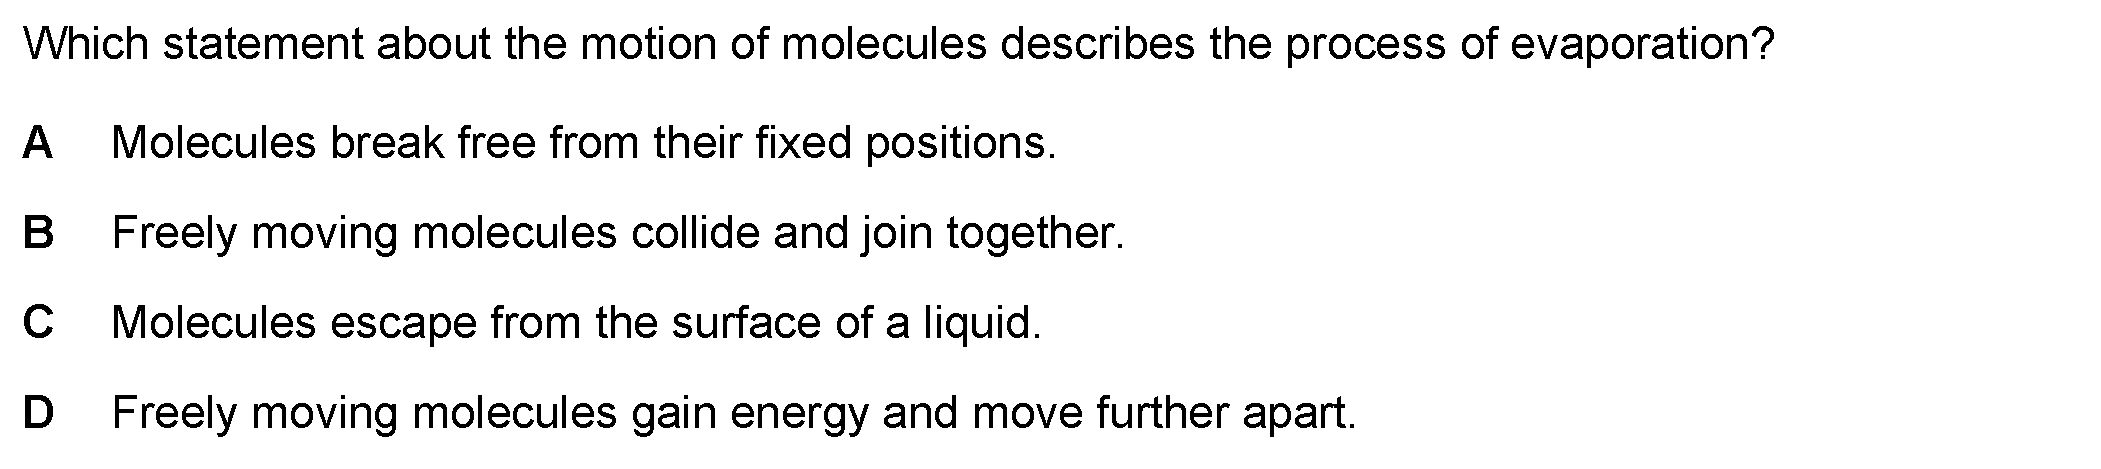 Which statement about the motion of molecules describes the process of evaporation?
A Molecules break free from their fixed positions.
B Freely moving molecules collide and join together.
C Molecules escape from the surface of a liquid.
D Freely moving molecules gain energy and move further apart.